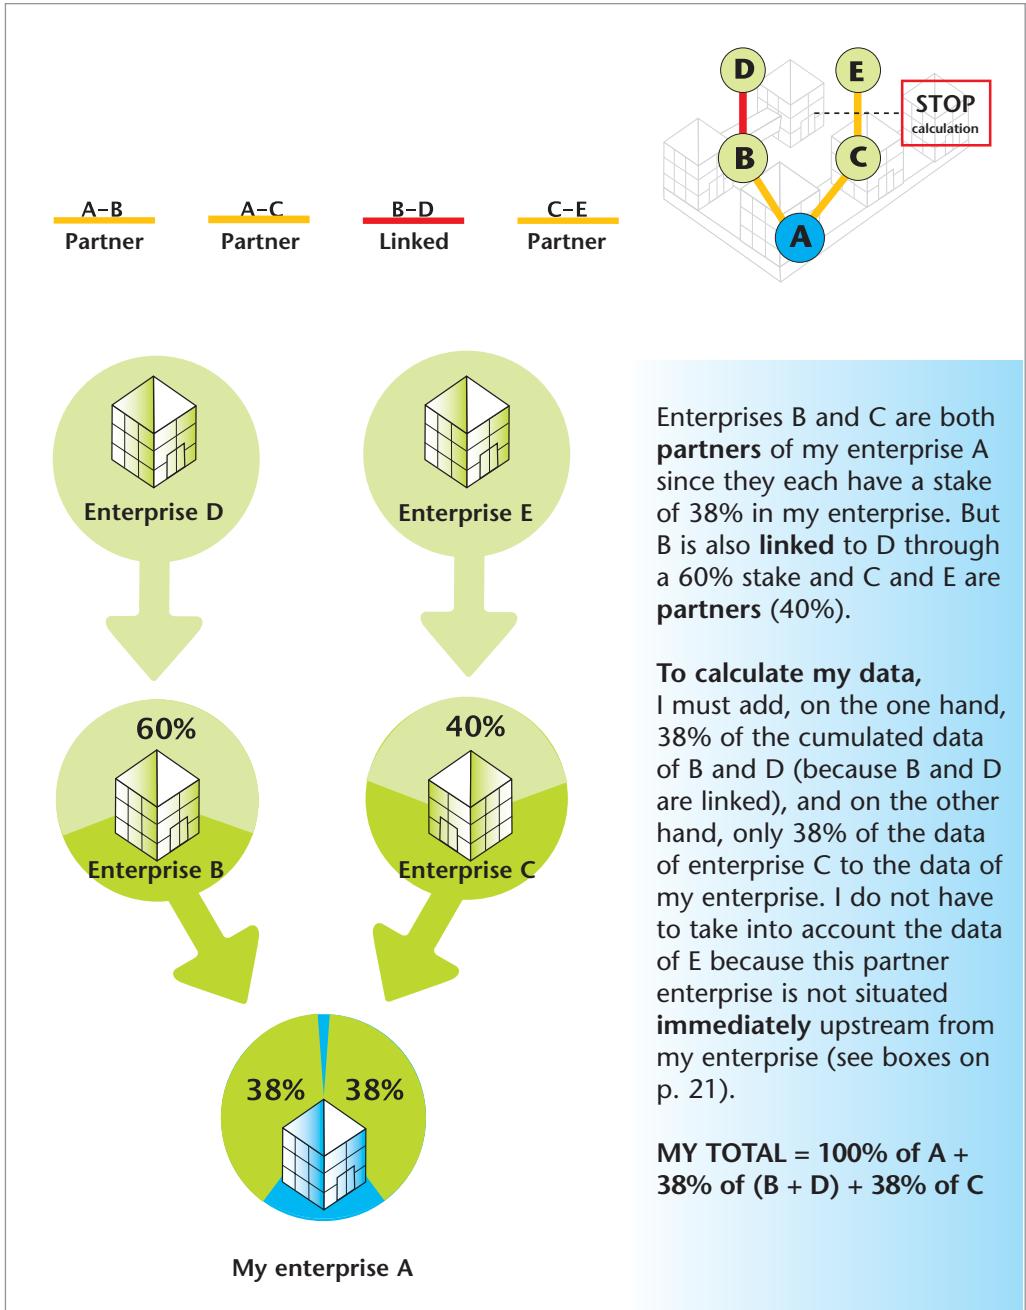 D
E
STOP
calculation
B
C
A
A–B
Partner
A–C
Partner
B–D
Linked
C–E
Partner
Enterprise D
Enterprise E
60%
Enterprise B
40%
Enterprise C
38%
38%
My enterprise A
Enterprises B and C are both
partners of my enterprise A
since they each have a stake
of 38% in my enterprise. But
B is also linked to D through
a 60% stake and C and E are
partners (40%).
To calculate my data,
I must add, on the one hand,
38% of the cumulated data
of B and D (because B and D
are linked), and on the other
hand, only 38% of the data
of enterprise C to the data of
my enterprise. I do not have
to take into account the data
of E because this partner
enterprise is not situated
immediately upstream from
my enterprise (see boxes on
p. 21).
MY TOTAL = 100% of A +
38% of (B + D) + 38% of C